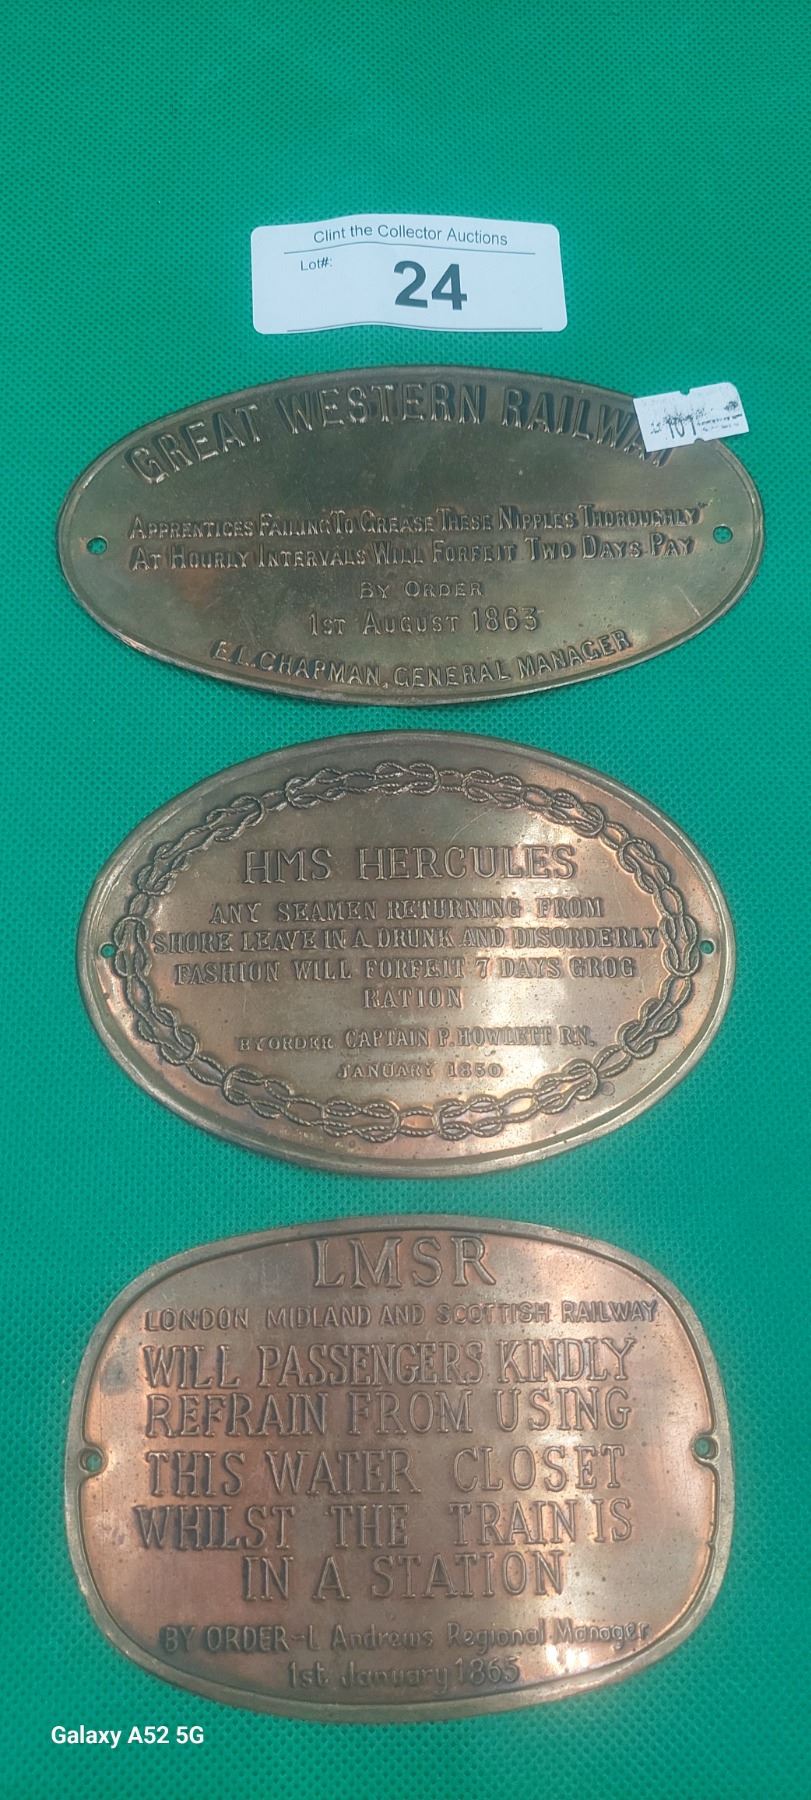 Clint the Collector Auctions
Lot#:
24
GREAT WESTERN RAILWAY
101
APPRENTICES FAILING TO GREASE THESE NIPPLES THOROUGHLY
AT HOURLY INTERVALS WILL FORFEIT TWO DAYS PAY
BY ORDER
1ST AUGUST 1863
E.L. CHAPMAN, GENERAL MANAGER
HMS HERCULES
ANY SEAMEN RETURNING FROM
SHORE LEAVE IN A DRUNK AND DISORDERLY
FASHION WILL FORFEIT 7 DAYS GROG
RATION
BY ORDER CAPTAIN P. HOWLETT RN.
JANUARY 1850
LMSR
LONDON MIDLAND AND SCOTTISH RAILWAY
WILL PASSENGERS KINDLY
REFRAIN FROM USING
THIS WATER CLOSET
WHILST THE TRAIN IS
IN A STATION
BY ORDER-L Andrews Regional Manager
1st January 1865
Galaxy A52 5G